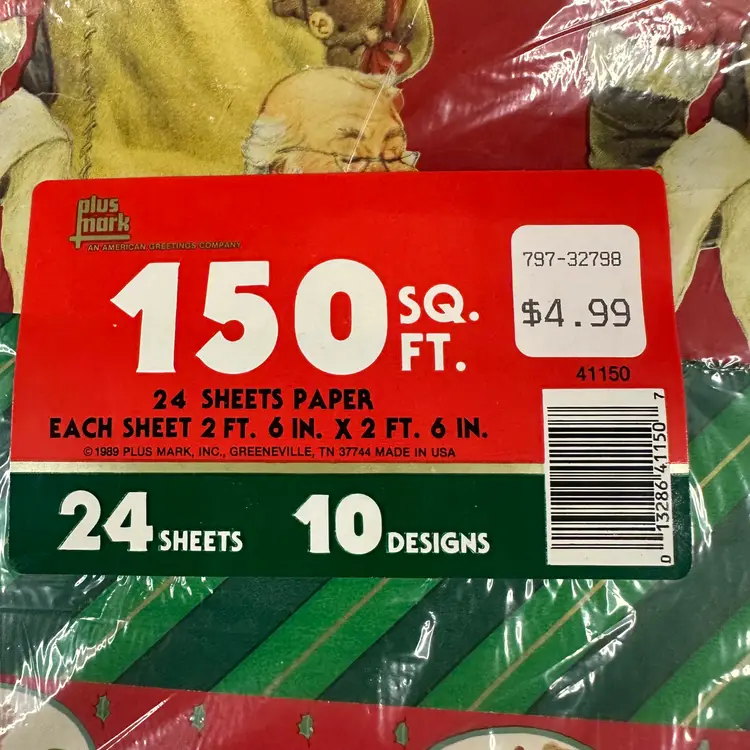 plus
mark
AN AMERICAN GREETINGS COMPANY
150 SQ.
FT.
797-32798
$4.99
41150
24 SHEETS PAPER
EACH SHEET 2 FT. 6 IN. X 2 FT. 6 IN.
© 1989 PLUS MARK, INC., GREENEVILLE, TN 37744 MADE IN USA
24 SHEETS 10 DESIGNS
0 13286 41150 7